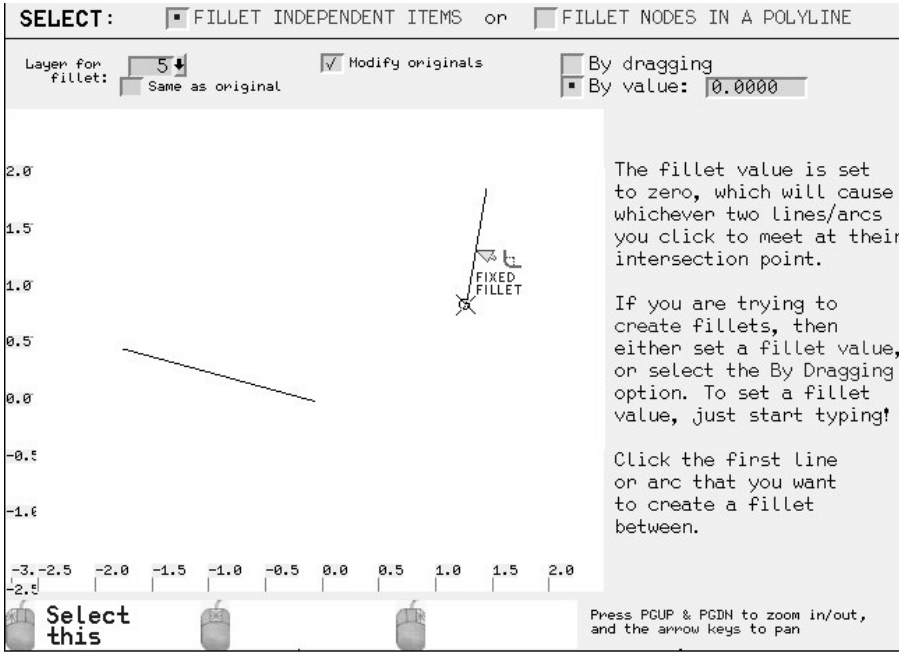 SELECT: FILLET INDEPENDENT ITEMS or FILLET NODES IN A POLYLINE
Layer for fillet: 5
Same as original
Modify originals
By dragging
By value: 0.0000
2.0
1.5
1.0
0.5
0.0
-0.5
-1.0
FIXED
FILLET
The fillet value is set
to zero, which will cause
whichever two lines/arcs
you click to meet at their
intersection point.
If you are trying to
create fillets, then
either set a fillet value,
or select the By Dragging
option. To set a fillet
value, just start typing!
Click the first line
or arc that you want
to create a fillet
between.
-3. -2.5 -2.0 -1.5 -1.0 -0.5 0.0 0.5 1.0 1.5 2.0
-2.5
Select
this
Press PGUP & PGDN to zoom in/out,
and the arrow keys to pan